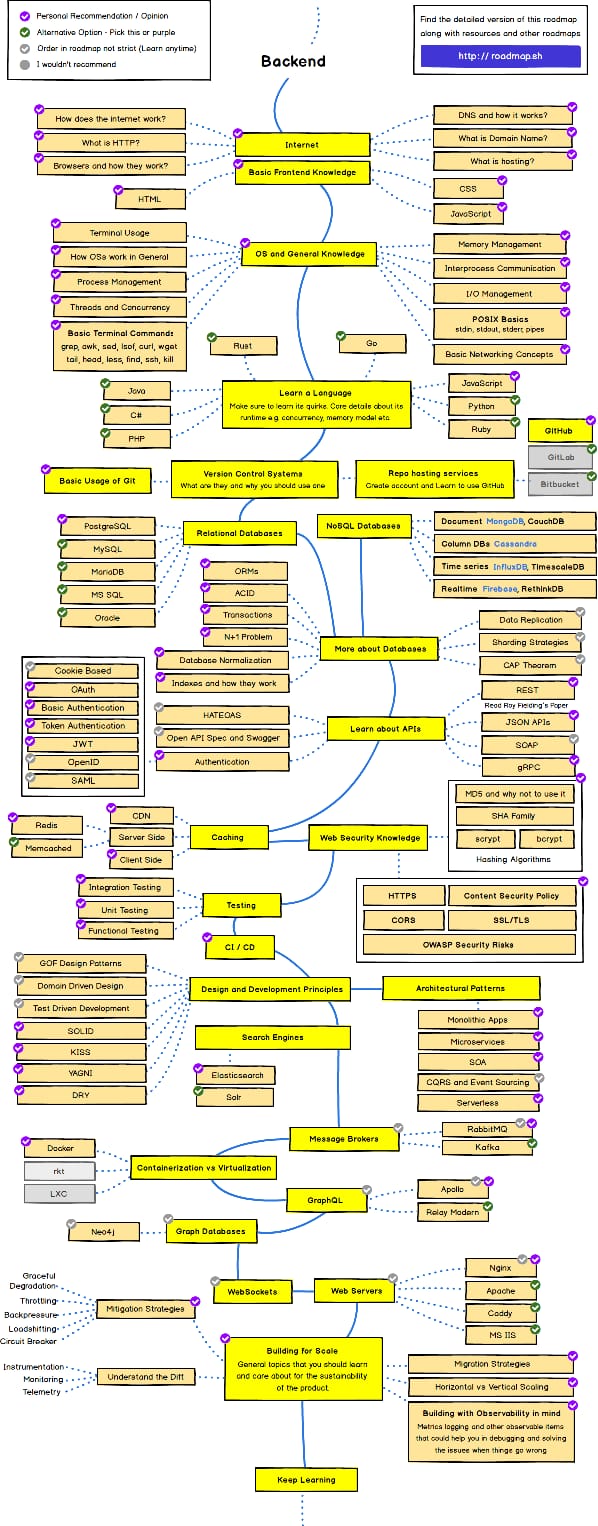 Personal Recommendation / Opinion
Alternative Option - Pick this or purple
Order in roadmap not strict (Learn anytime)
I wouldn't recommend
Find the detailed version of this roadmap
along with resources and other roadmaps
http:// roadmap.sh
Backend
How does the internet work?
What is HTTP?
Browsers and how they work?
Internet
DNS and how it works?
What is Domain Name?
What is hosting?
Basic Frontend Knowledge
HTML
CSS
JavaScript
Terminal Usage
How OSs work in General
Process Management
Threads and Concurrency
Basic Terminal Commands
grep, awk, sed, lsof, curl, wget
tail, head, less, find, ssh, kill
OS and General Knowledge
Memory Management
Interprocess Communication
I/O Management
POSIX Basics
stdin, stdout, stderr, pipes
Basic Networking Concepts
Rust
Go
Java
C#
PHP
Learn a Language
Make sure to learn its quirks. Core details about its
runtime e.g. concurrency, memory model etc.
JavaScript
Python
Ruby
GitHub
GitLab
Bitbucket
Basic Usage of Git
Version Control Systems
What are they and why you should use one
Repo hosting services
Create account and Learn to use GitHub
PostgreSQL
MySQL
MariaDB
MS SQL
Oracle
Relational Databases
NoSQL Databases
Document MongoDB, CouchDB
Column DBs Cassandra
Time series InfluxDB, TimescaleDB
Realtime Firebase, RethinkDB
ORMs
ACID
Transactions
N+1 Problem
Database Normalization
Indexes and how they work
More about Databases
Data Replication
Sharding Strategies
CAP Theorem
Cookie Based
OAuth
Basic Authentication
Token Authentication
JWT
OpenID
SAML
HATEOAS
Open API Spec and Swagger
Authentication
Learn about APIs
REST
Read Roy Fielding's Paper
JSON APIs
SOAP
gRPC
Redis
Memcached
CDN
Server Side
Client Side
Caching
Web Security Knowledge
MD5 and why not to use it
SHA Family
scrypt
bcrypt
Hashing Algorithms
Integration Testing
Unit Testing
Functional Testing
Testing
HTTPS
Content Security Policy
CORS
SSL/TLS
OWASP Security Risks
CI / CD
GOF Design Patterns
Domain Driven Design
Test Driven Development
SOLID
KISS
YAGNI
DRY
Design and Development Principles
Architectural Patterns
Monolithic Apps
Microservices
SOA
CQRS and Event Sourcing
Serverless
Search Engines
Elasticsearch
Solr
Message Brokers
RabbitMQ
Kafka
Docker
rkt
LXC
Containerization vs Virtualization
GraphQL
Apollo
Relay Modern
Neo4j
Graph Databases
WebSockets
Web Servers
Nginx
Apache
Caddy
MS IIS
Graceful
Degradation
Throttling
Backpressure
Loadshifting
Circuit Breaker
Mitigation Strategies
Instrumentation
Monitoring
Telemetry
Understand the Diff
Building for Scale
General topics that you should learn
and care about for the sustainability
of the product.
Migration Strategies
Horizontal vs Vertical Scaling
Building with Observability in mind
Metrics logging and other observable items
that could help you in debugging and solving
the issues when things go wrong
Keep Learning